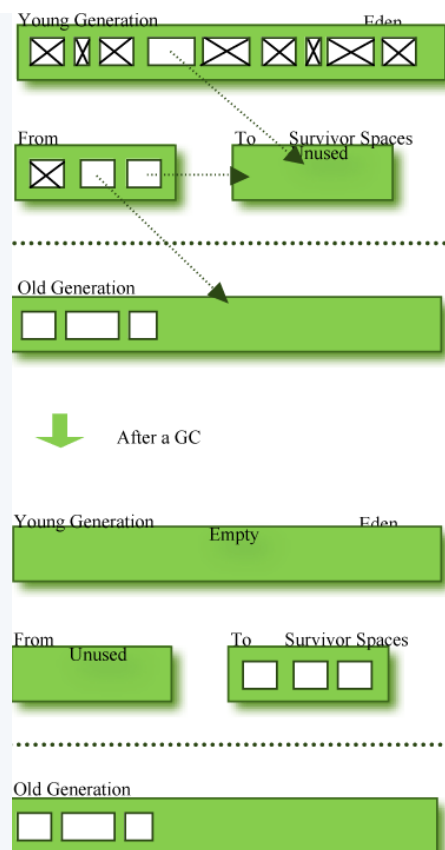 Young Generation Eden
From To Survivor Spaces
Unused
Old Generation
After a GC
Young Generation Eden
Empty
From To Survivor Spaces
Unused
Old Generation